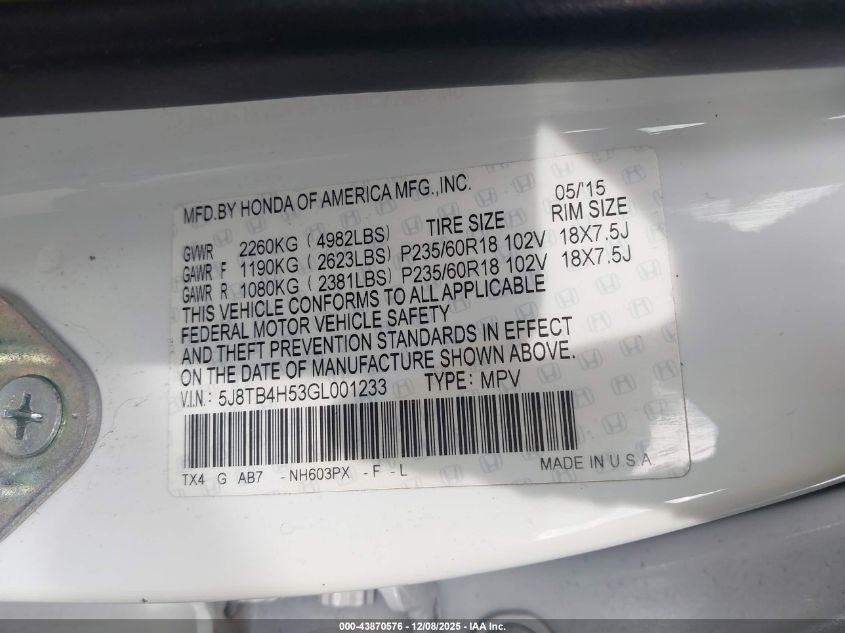 MFD.BY HONDA OF AMERICA MFG.,INC. 05/'15
TIRE SIZE RIM SIZE
GVWR 2260KG ( 4982LBS)
GAWR F 1190KG ( 2623LBS) P235/60R18 102V 18X7.5J
GAWR R 1080KG ( 2381LBS) P235/60R18 102V 18X7.5J
THIS VEHICLE CONFORMS TO ALL APPLICABLE
FEDERAL MOTOR VEHICLE SAFETY
AND THEFT PREVENTION STANDARDS IN EFFECT
ON THE DATE OF MANUFACTURE SHOWN ABOVE.
V.I.N.: 5J8TB4H53GL001233 TYPE: MPV
TX4 G AB7 -NH603PX -F -L MADE IN U.S.A
000-43870576 | 12/08/2025 | IAA Inc.